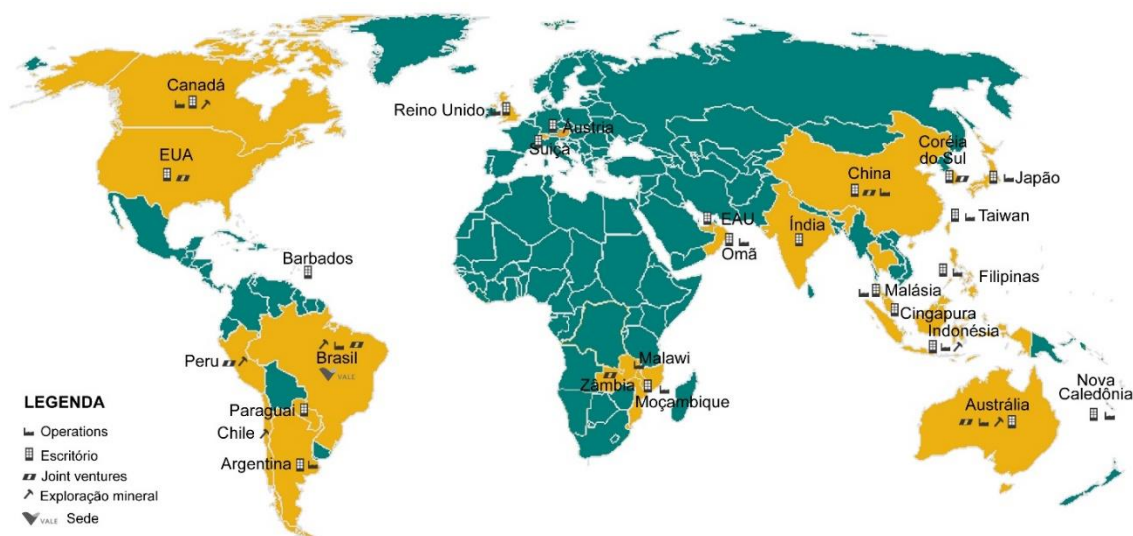 Canadá
Reino Unido
Áustria
Suiçá
EUA
Coréia
do Sul
China
Japão
Taiwan
Índia
EAU
Omã
Barbados
Filipinas
Malásia
Cingapura
Indonésia
Peru
Brasil
VALE
Malawi
Zâmbia
Moçambique
Nova
Caledônia
Paraguai
Chile
Argentina
Austrália
LEGENDA
Operations
Escritório
Joint ventures
Exploração mineral
VALE Sede